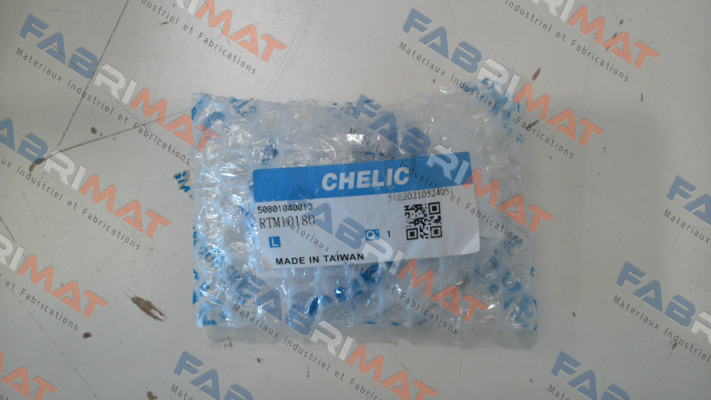 CHELIC
50801040013
RTM10180
L
Q'
1
MADE IN TAIWAN
FABRIMAT
Materiaux Industriel et Fabrications